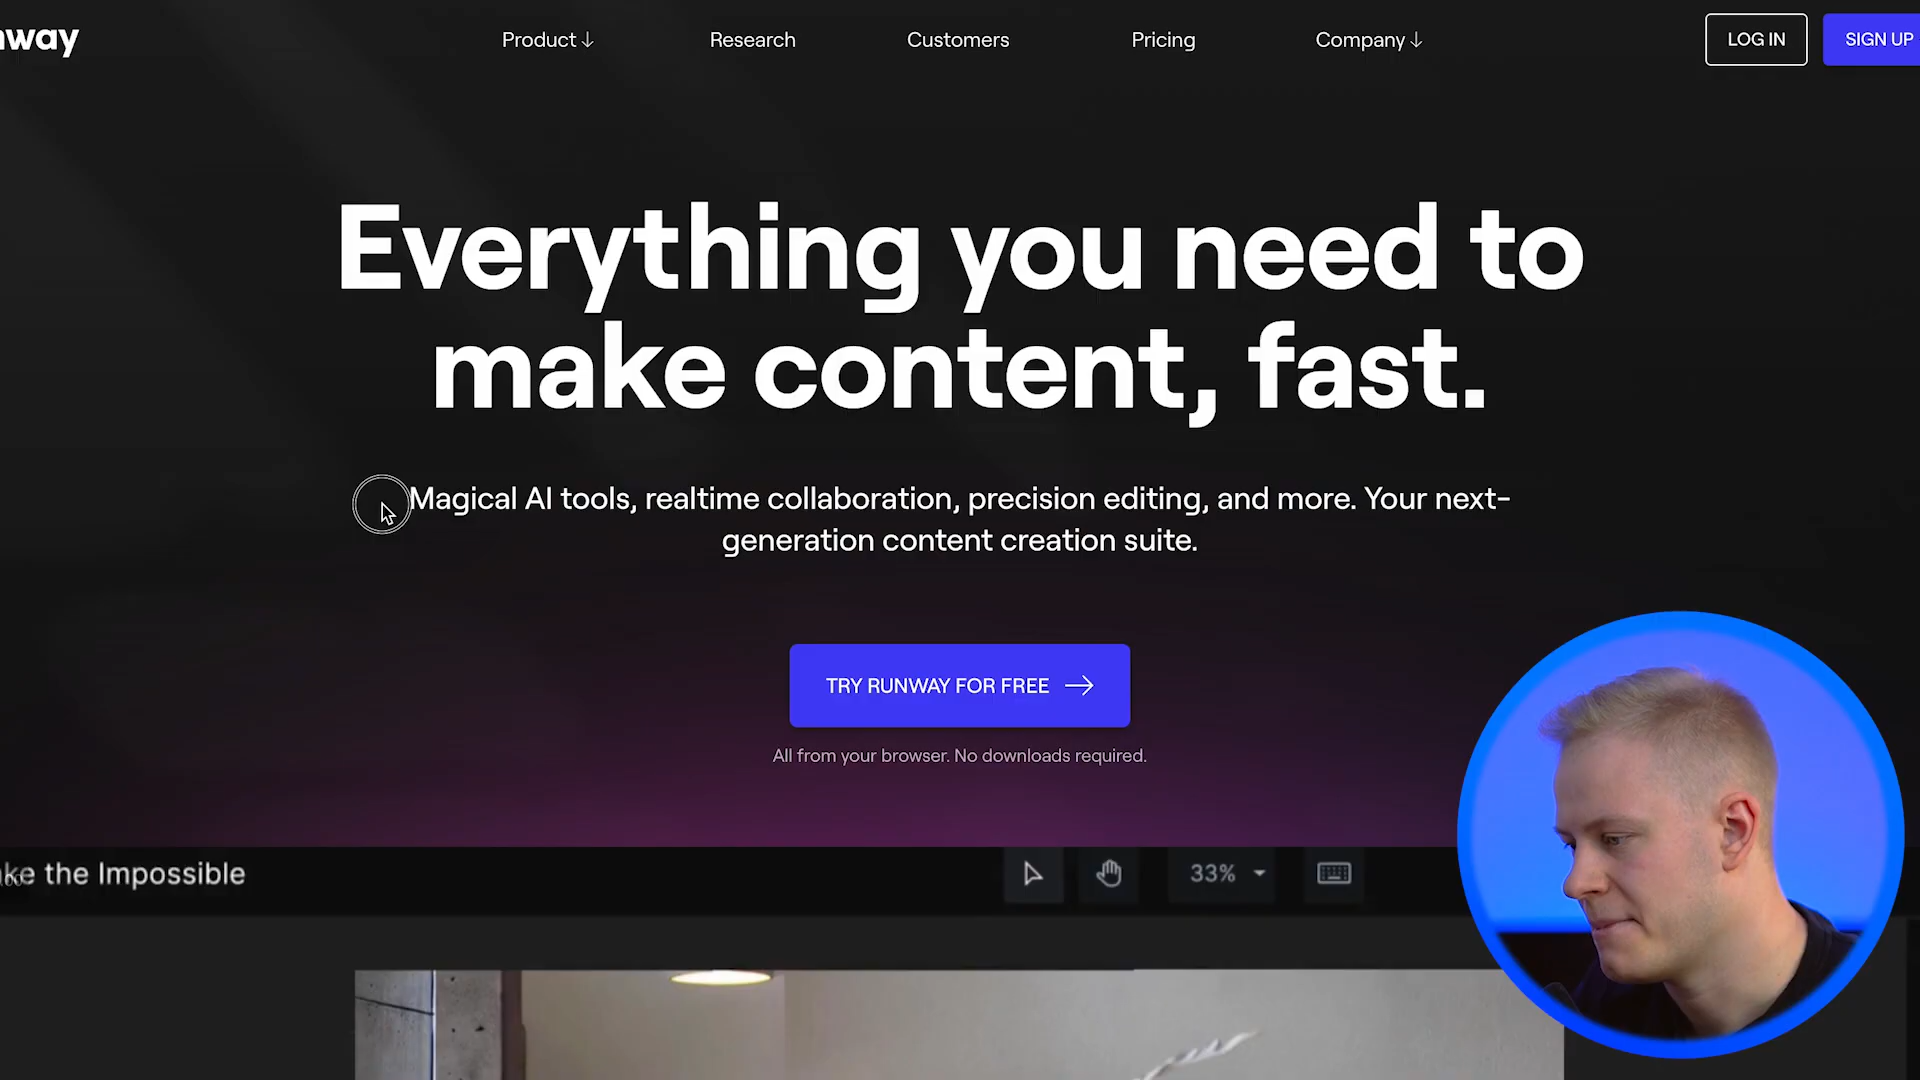 nway
Product ↓
Research
Customers
Pricing
Company ↓
LOG IN
SIGN UP
Everything you need to
make content, fast.
Magical AI tools, realtime collaboration, precision editing, and more. Your next-
generation content creation suite.
TRY RUNWAY FOR FREE →
All from your browser. No downloads required.
ke the Impossible
33%